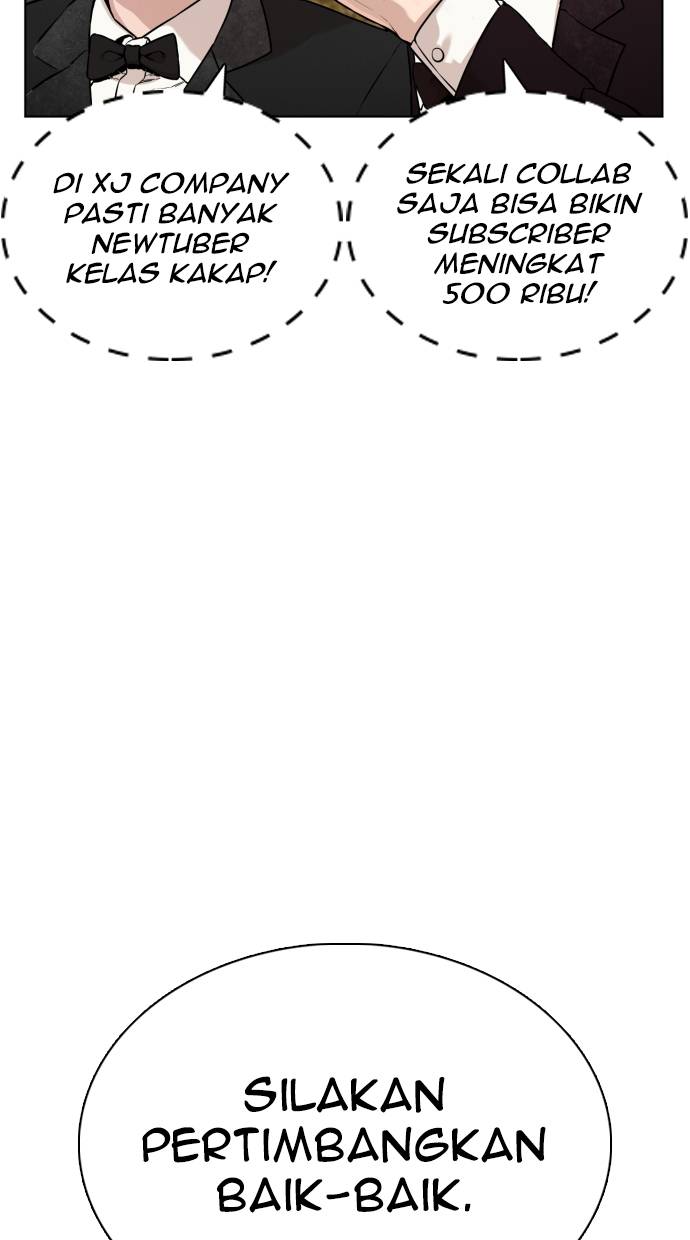 DI XJ COMPANY
PASTI BANYAK
NEWTUBER
KELAS KAKAP!
SEKALI COLLAB
SAJA BISA BIKIN
SUBSCRIBER
MENINGKAT
500 RIBU!
SILAKAN
PERTIMBANGKAN
BAIK-BAIK.